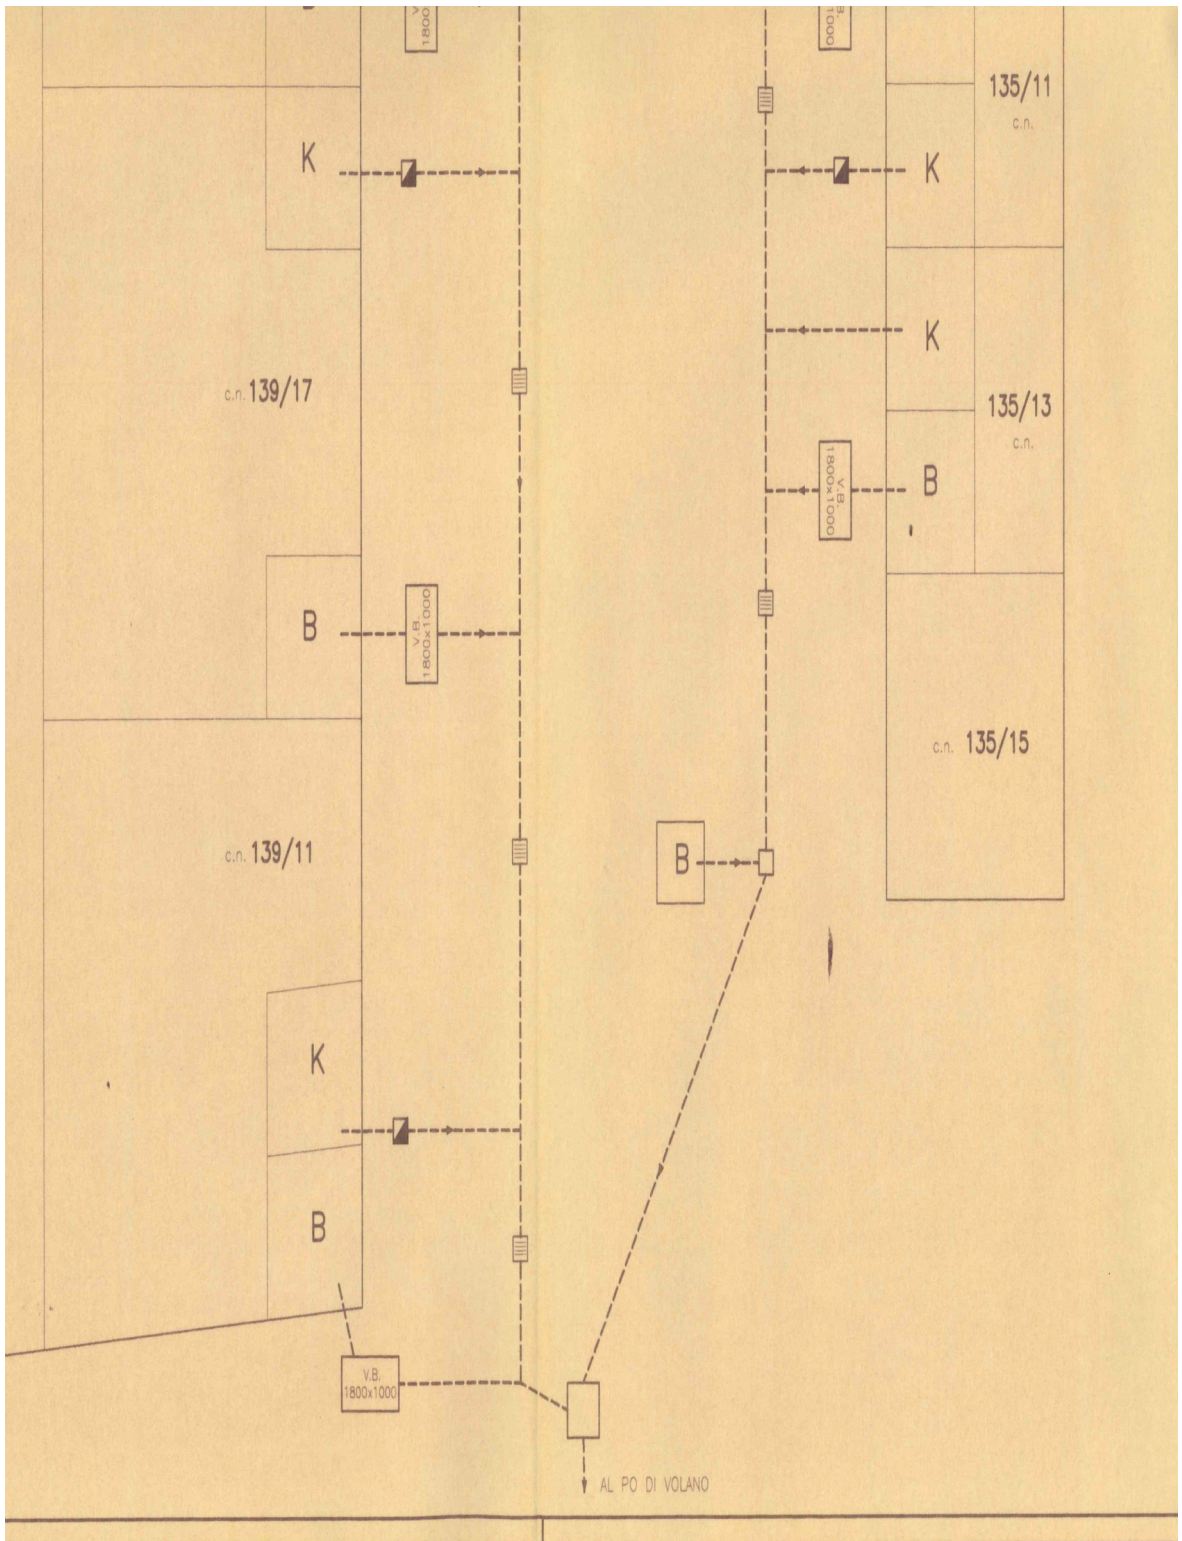 V.
1800
B.
1000
135/11
c.n.
K
K
K
c.n. 139/17
135/13
c.n.
B
V.B.
1800x1000
B
V.B.
1800x1000
c.n. 135/15
c.n. 139/11
B
K
B
V.B.
1800x1000
AL PO DI VOLANO